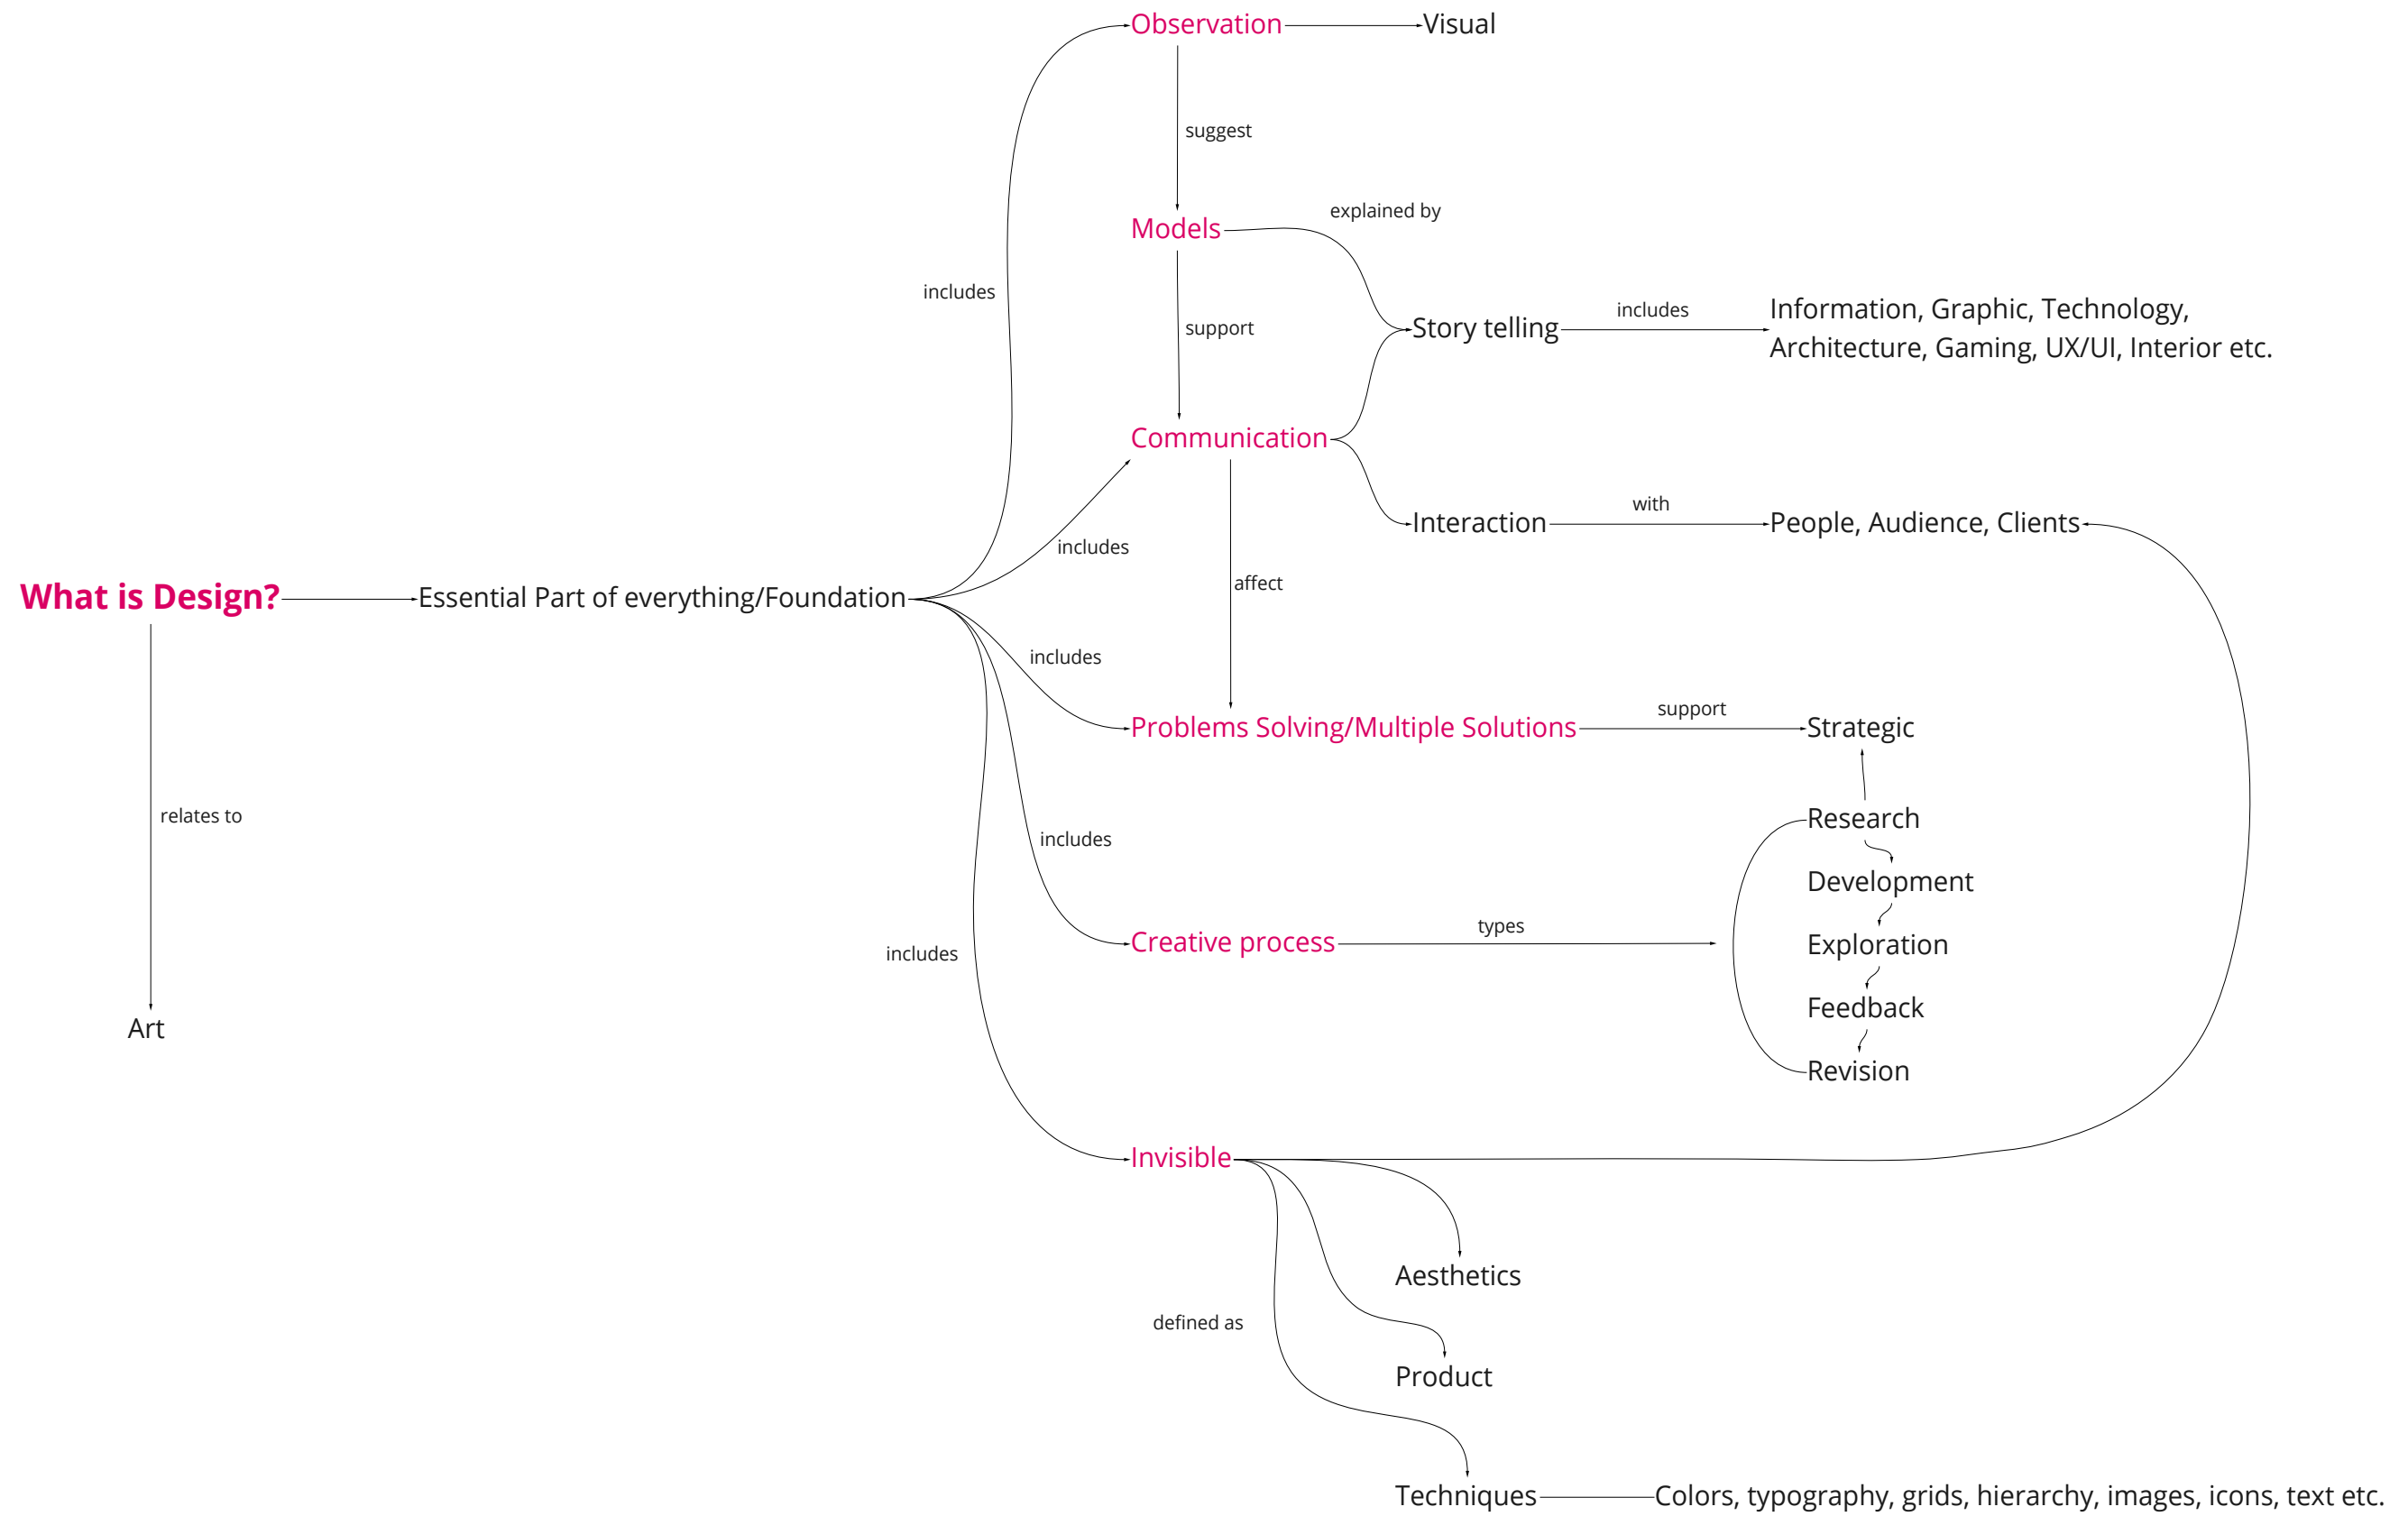 Observation
Visual
suggest
Models
explained by
includes
support
Story telling
includes
Information, Graphic, Technology,
Architecture, Gaming, UX/UI, Interior etc.
Communication
Interaction
with
People, Audience, Clients
includes
affect
What is Design?
Essential Part of everything/Foundation
includes
Problems Solving/Multiple Solutions
support
Strategic
relates to
includes
Research
Development
Creative process
types
Exploration
includes
Feedback
Art
Revision
Invisible
Aesthetics
defined as
Product
Techniques
Colors, typography, grids, hierarchy, images, icons, text etc.